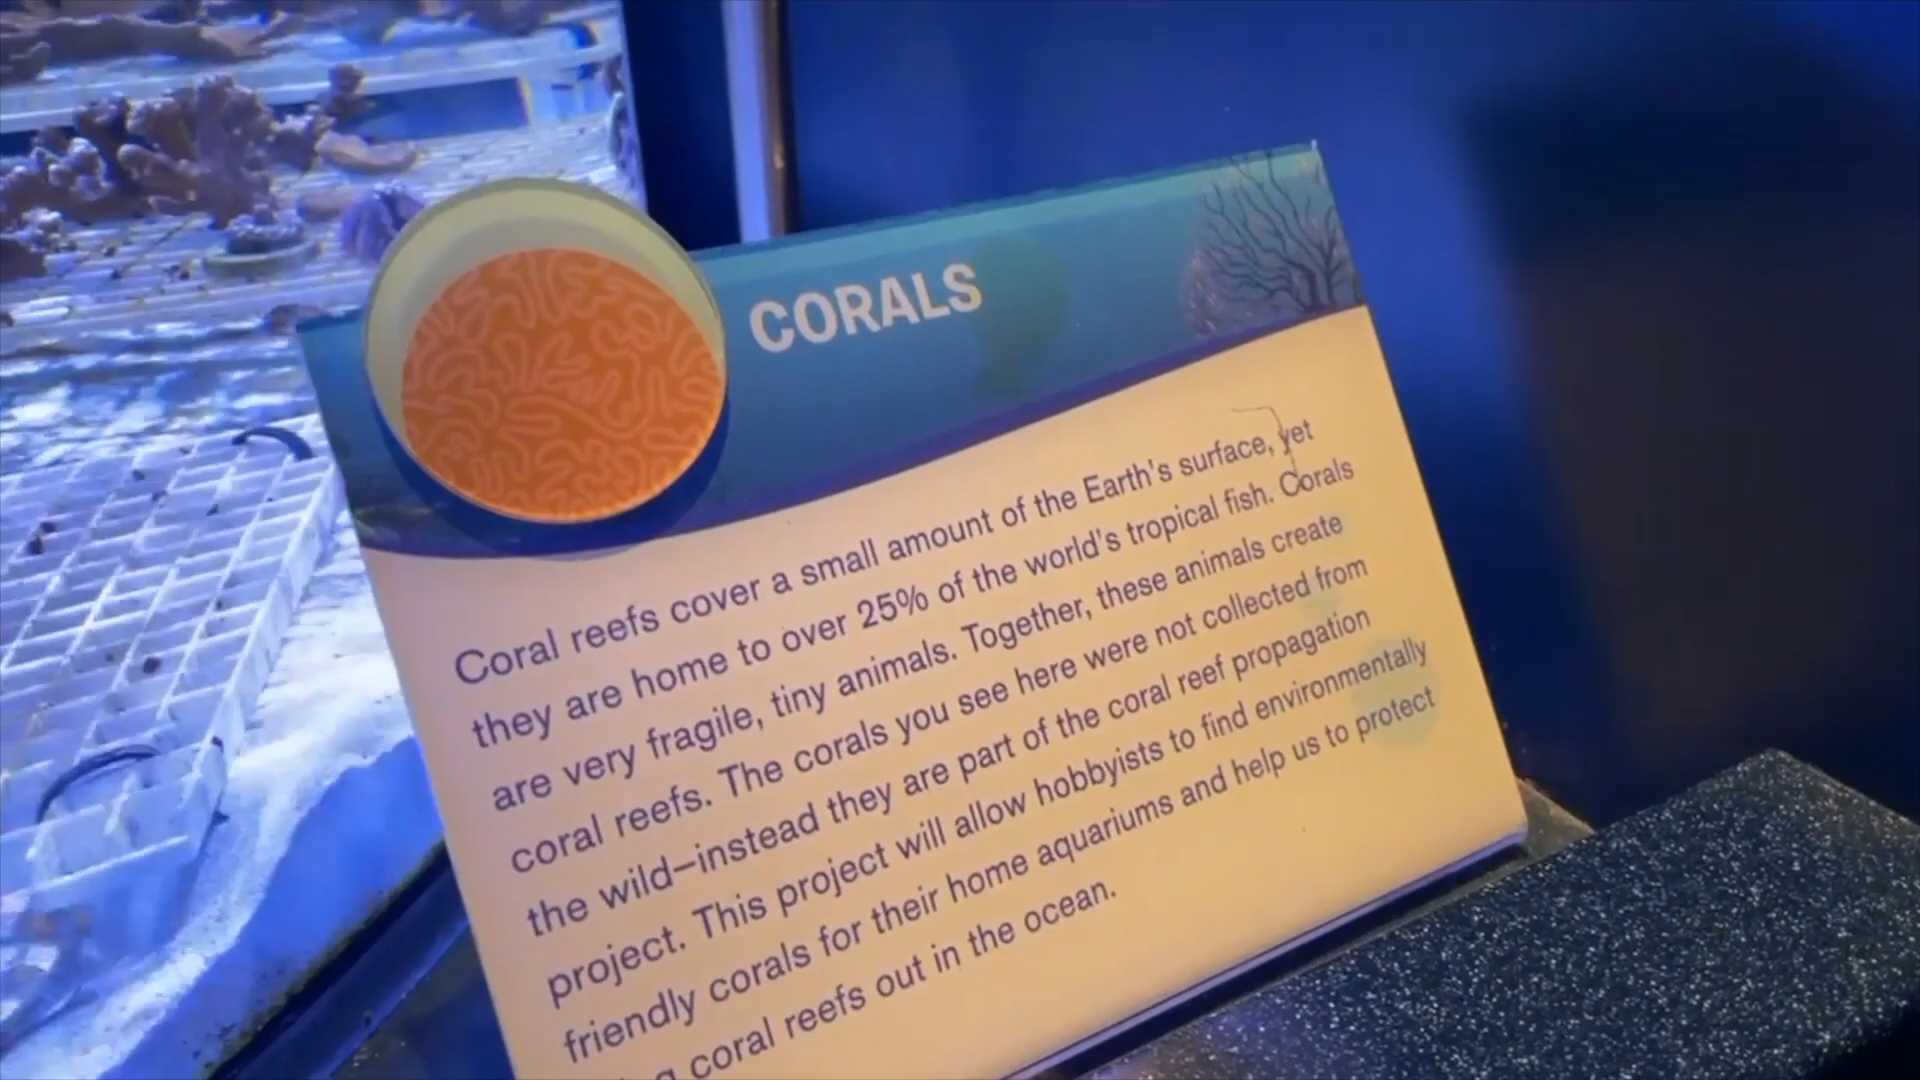 CORALS
Coral reefs cover a small amount of the Earth's surface, yet
they are home to over 25% of the world's tropical fish. Corals
are very fragile, tiny animals. Together, these animals create
coral reefs. The corals you see here were not collected from
the wild—instead they are part of the coral reef propagation
project. This project will allow hobbyists to find environmentally
friendly corals for their home aquariums and help us to protect
coral reefs out in the ocean.